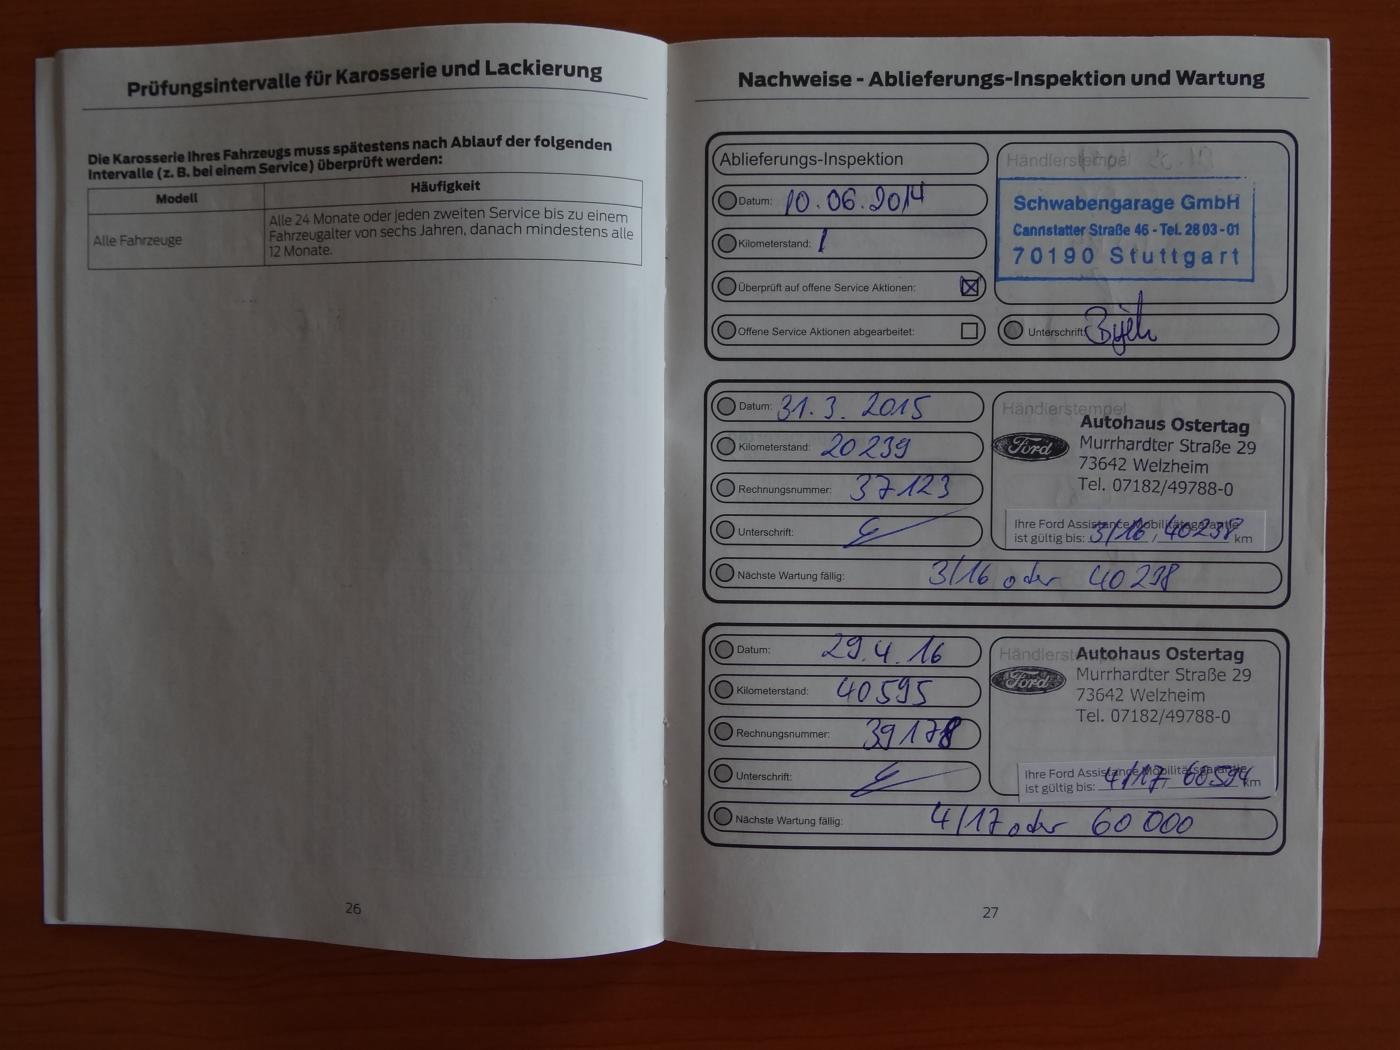 Prüfungsintervalle für Karosserie und Lackierung
Die Karosserie Ihres Fahrzeugs muss spätestens nach Ablauf der folgenden
Intervalle (z. B. bei einem Service) überprüft werden:
Modell
Häufigkeit
Alle Fahrzeuge
Alle 24 Monate oder jeden zweiten Service bis zu einem
Fahrzeugalter von sechs Jahren, danach mindestens alle
12 Monate.
26
Nachweise - Ablieferungs-Inspektion und Wartung
Ablieferungs-Inspektion
Datum: 10.06.2014
Kilometerstand: 1
Überprüft auf offene Service Aktionen:
Offene Service Aktionen abgearbeitet:
Händlerstempel
Schwabengarage GmbH
Cannstatter Straße 46 - Tel. 28 03 - 01
70190 Stuttgart
Unterschrift:
Datum: 31.3. 2015
Kilometerstand: 20239
Rechnungsnummer: 37123
Unterschrift:
Händlerstempel
Autohaus Ostertag
Ford
Murrhardter Straße 29
73642 Welzheim
Tel. 07182/49788-0
Ihre Ford Assistance Mobilitätsgarantie
ist gültig bis: 3/16, 40238 km
Nächste Wartung fällig: 3/16 oder 40238
Datum: 29.4.16
Kilometerstand: 40595
Rechnungsnummer: 39178
Unterschrift:
Händlerstempel
Autohaus Ostertag
Ford
Murrhardter Straße 29
73642 Welzheim
Tel. 07182/49788-0
Ihre Ford Assistance Mobilitätsgarantie
ist gültig bis: 4/17, 60594 km
Nächste Wartung fällig: 4/17 oder 60 000
27